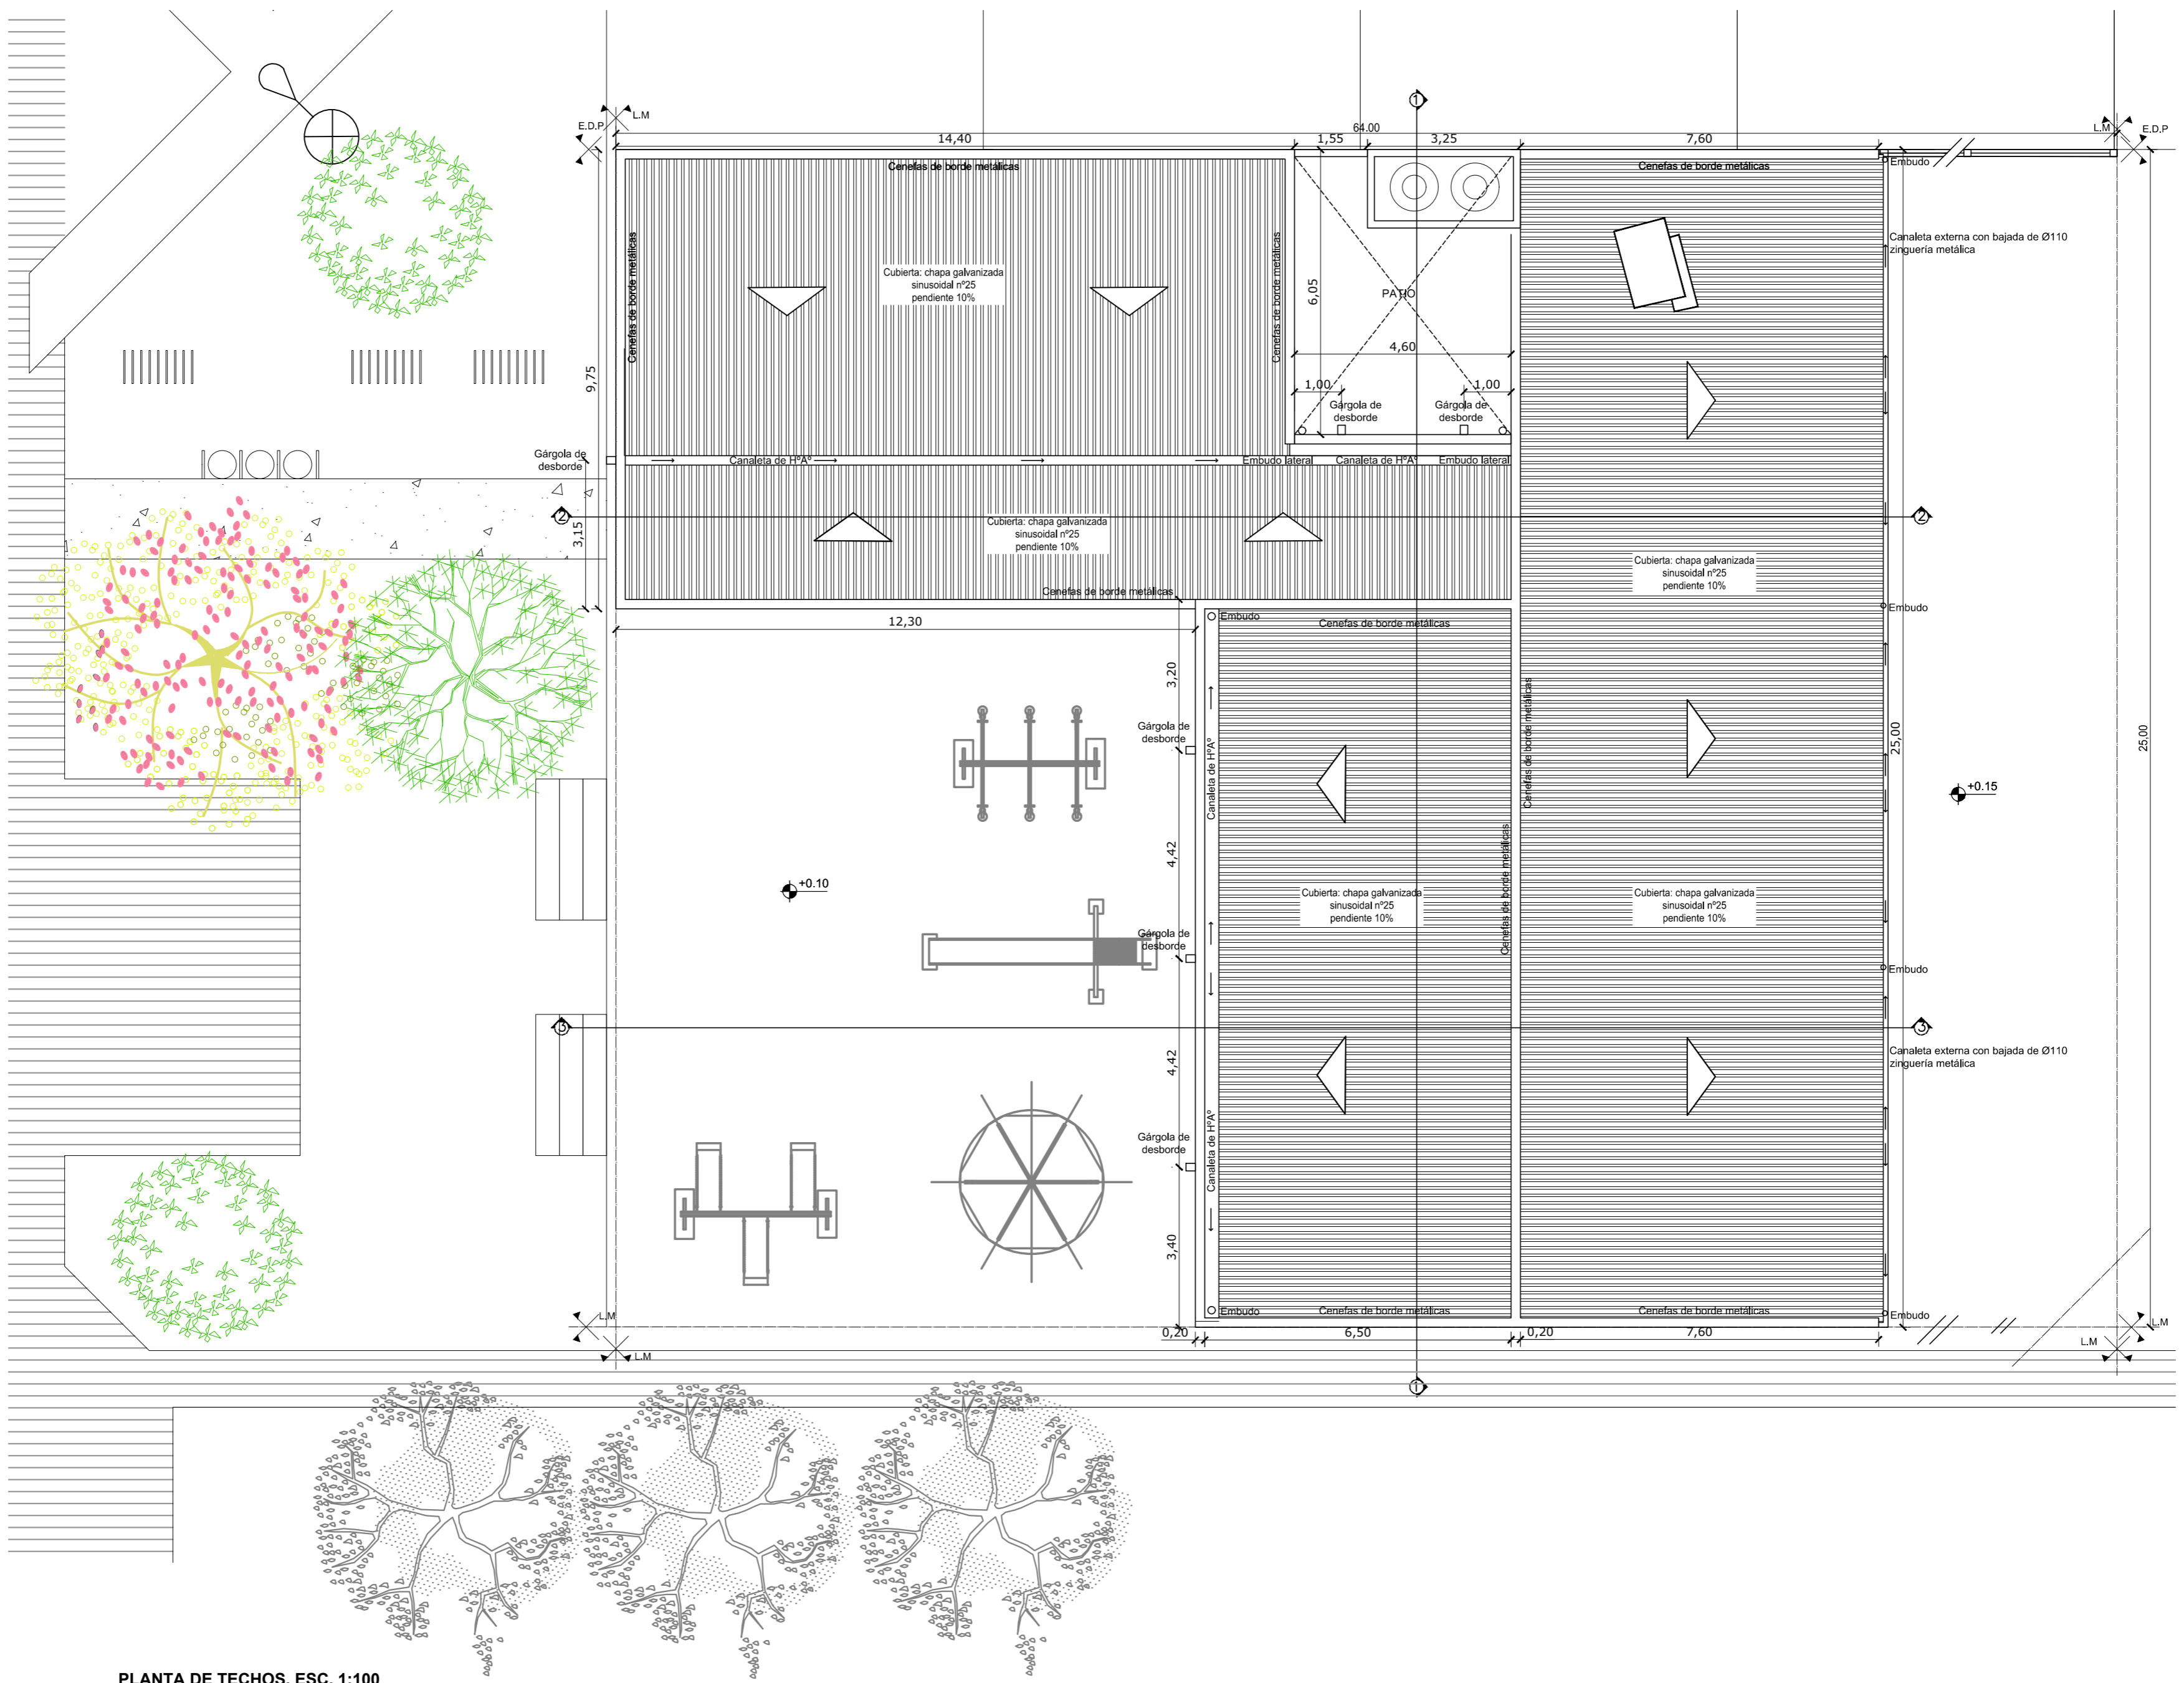 L.M
E.D.P
64.00
L.M
E.D.P
14,40
1,55
3,25
7,60
1
Cenefas de borde metálicas
Cenefas de borde metálicas
Embudo
Cenefas de borde metálicas
Cenefas de borde metálicas
Canaleta externa con bajada de Ø110
zinguería metálica
Cubierta: chapa galvanizada
sinusoidal nº25
pendiente 10%
6,05
PATIO
4,60
9,75
1,00
1,00
Gárgola de
desborde
Gárgola de
desborde
Gárgola de
desborde
Canaleta de HºAº
Embudo lateral
Canaleta de HºAº
Embudo lateral
2
3,15
2
Cubierta: chapa galvanizada
sinusoidal nº25
pendiente 10%
Cubierta: chapa galvanizada
sinusoidal nº25
pendiente 10%
Cenefas de borde metálicas
Embudo
12,30
Embudo
Cenefas de borde metálicas
3,20
Cenefas de borde metálicas
Gárgola de
desborde
Canaleta de HºAº
25,00
25,00
+0.15
4,42
+0.10
Cenefas de borde metálicas
Cubierta: chapa galvanizada
sinusoidal nº25
pendiente 10%
Cubierta: chapa galvanizada
sinusoidal nº25
pendiente 10%
Gárgola de
desborde
Embudo
3
3
4,42
Canaleta externa con bajada de Ø110
zinguería metálica
Gárgola de
desborde
Canaleta de HºAº
3,40
L.M
Embudo
Cenefas de borde metálicas
Cenefas de borde metálicas
Embudo
L.M
0,20
6,50
0,20
7,60
L.M
L.M
1
PLANTA DE TECHOS. ESC. 1:100